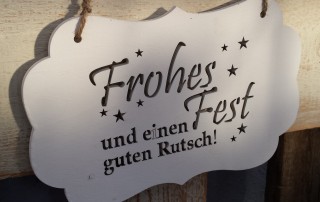 Frohes
Fest
und einen
guten Rutsch!